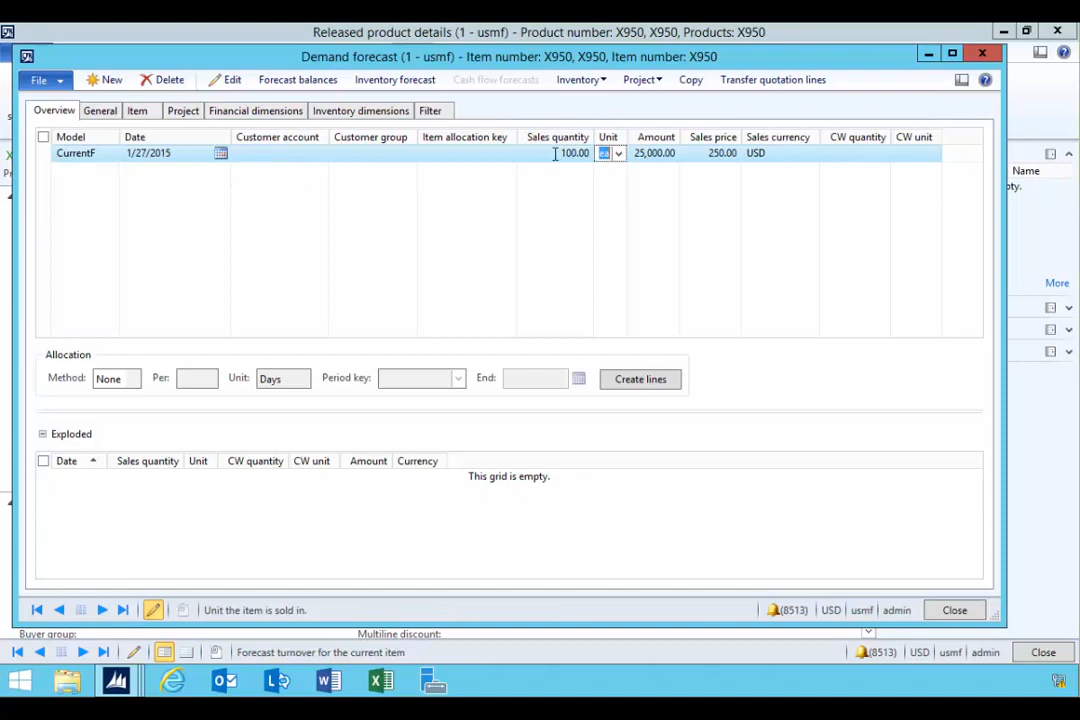 Released product details (1 - usmf) - Product number: X950, X950, Products: X950
Demand forecast (1 - usmf) - Item number: X950, X950, Item number: X950
File New Delete Edit Forecast balances Inventory forecast Cash flow forecasts Inventory Project Copy Transfer quotation lines
Overview General Item Project Financial dimensions Inventory dimensions Filter
Model Date Customer account Customer group Item allocation key Sales quantity Unit Amount Sales price Sales currency CW quantity CW unit
CurrentF 1/27/2015 100.00 ea 25,000.00 250.00 USD
Name
pty.
More
Allocation
Method: None Per: Unit: Days Period key: End: Create lines
Exploded
Date Sales quantity Unit CW quantity CW unit Amount Currency
This grid is empty.
Unit the item is sold in. (8513) USD usmf admin Close
Buyer group: Multiline discount:
Forecast turnover for the current item (8513) USD usmf admin Close